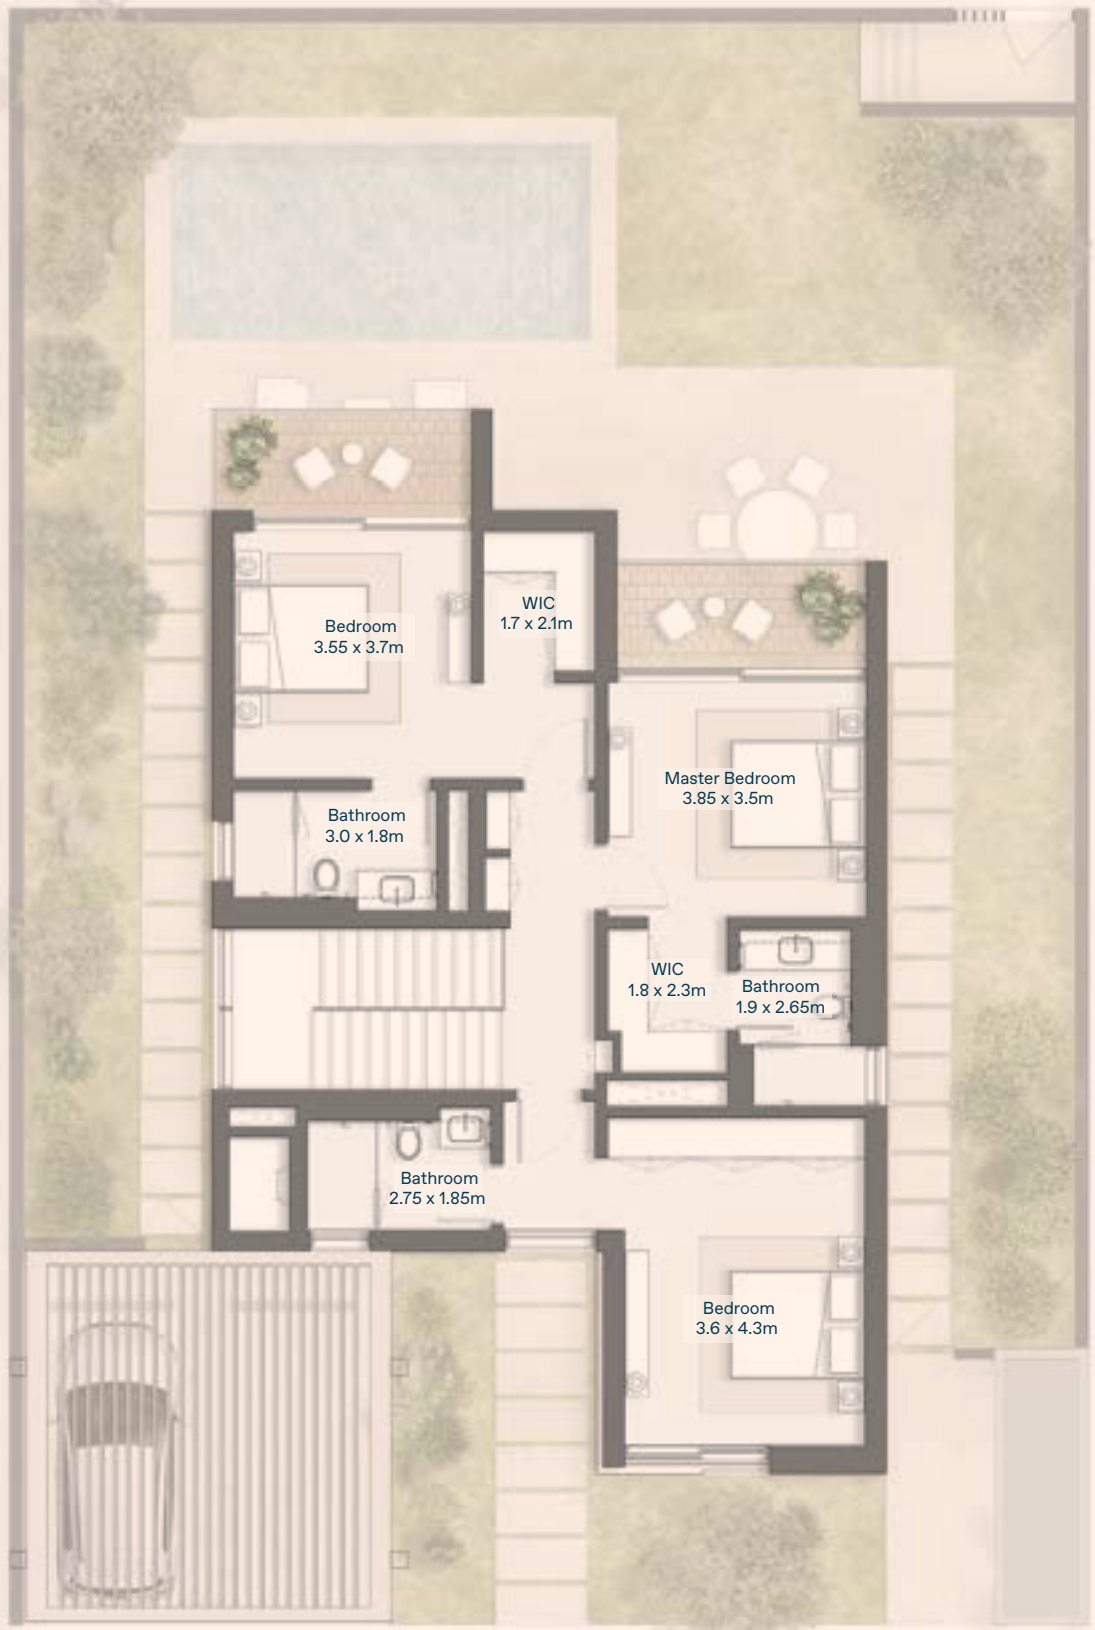 WIC
1.7 x 2.1m
Bedroom
3.55 x 3.7m
Master Bedroom
3.85 x 3.5m
Bathroom
3.0 x 1.8m
WIC
1.8 x 2.3m
Bathroom
1.9 x 2.65m
Bathroom
2.75 x 1.85m
Bedroom
3.6 x 4.3m